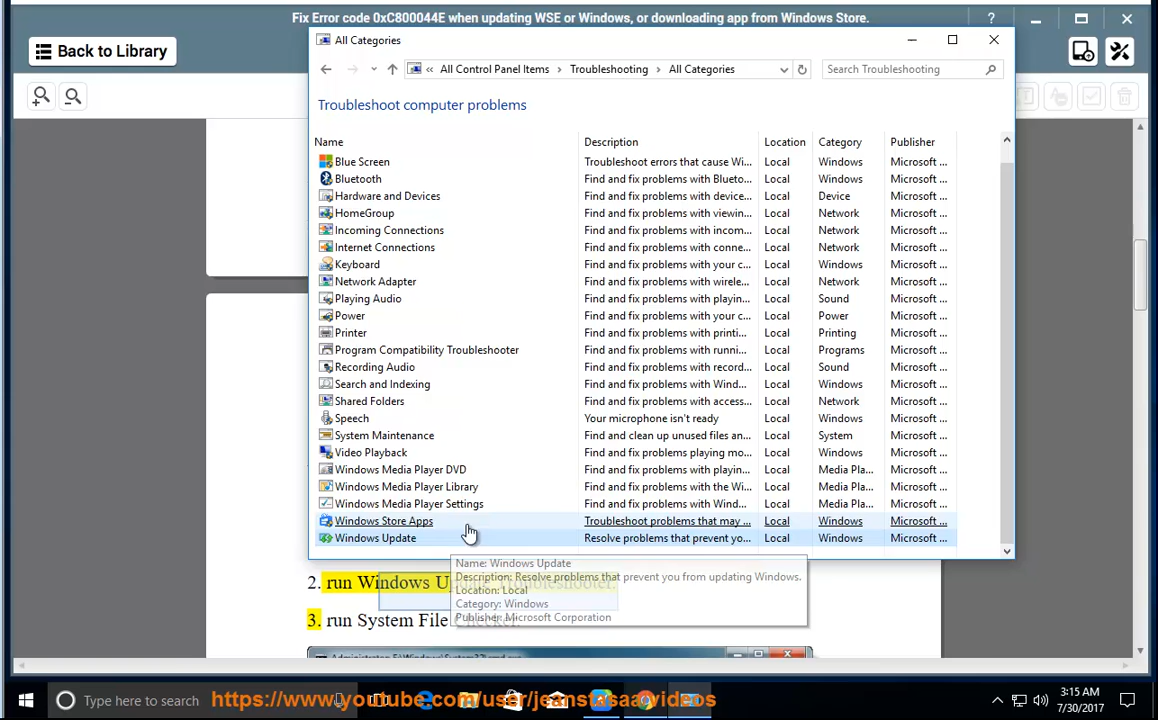 Fix Error code 0xC800044E when updating WSE or Windows, or downloading app from Windows Store.
Back to Library
All Categories
« All Control Panel Items > Troubleshooting > All Categories
Search Troubleshooting
Troubleshoot computer problems
Name Description Location Category Publisher
Blue Screen Troubleshoot errors that cause Wi... Local Windows Microsoft ...
Bluetooth Find and fix problems with Blueto... Local Windows Microsoft ...
Hardware and Devices Find and fix problems with device... Local Device Microsoft ...
HomeGroup Find and fix problems with viewin... Local Network Microsoft ...
Incoming Connections Find and fix problems with incom... Local Network Microsoft ...
Internet Connections Find and fix problems with conne... Local Network Microsoft ...
Keyboard Find and fix problems with your c... Local Windows Microsoft ...
Network Adapter Find and fix problems with wirele... Local Network Microsoft ...
Playing Audio Find and fix problems with playin... Local Sound Microsoft ...
Power Find and fix problems with your c... Local Power Microsoft ...
Printer Find and fix problems with printi... Local Printing Microsoft ...
Program Compatibility Troubleshooter Find and fix problems with runni... Local Programs Microsoft ...
Recording Audio Find and fix problems with record... Local Sound Microsoft ...
Search and Indexing Find and fix problems with Wind... Local Windows Microsoft ...
Shared Folders Find and fix problems with access... Local Network Microsoft ...
Speech Your microphone isn't ready Local Windows Microsoft ...
System Maintenance Find and clean up unused files an... Local System Microsoft ...
Video Playback Find and fix problems playing mo... Local Windows Microsoft ...
Windows Media Player DVD Find and fix problems with playin... Local Media Pla... Microsoft ...
Windows Media Player Library Find and fix problems with the Wi... Local Media Pla... Microsoft ...
Windows Media Player Settings Find and fix problems with Wind... Local Media Pla... Microsoft ...
Windows Store Apps Troubleshoot problems that may ... Local Windows Microsoft ...
Windows Update Resolve problems that prevent yo... Local Windows Microsoft ...
Name: Windows Update
Description: Resolve problems that prevent you from updating Windows.
Location: Local
Category: Windows
Publisher: Microsoft Corporation
2. run Windows Update Troubleshooter.
3. run System File Checker.
Administrator: F:\Windows\System32\cmd.exe
Type here to search
https://www.youtube.com/user/jeanstasaavideos
3:15 AM
7/30/2017